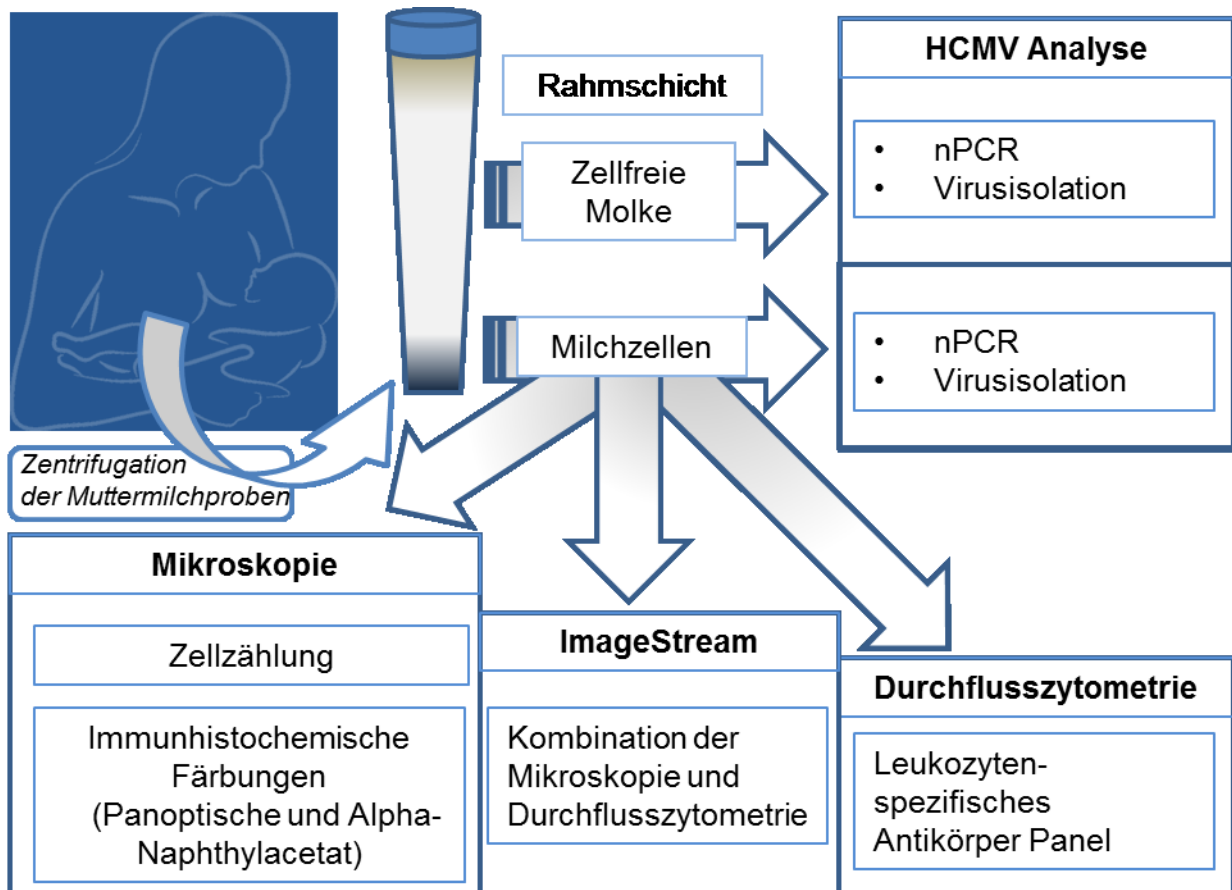 Rahmschicht
Zellfreie
Molke
Milchzellen
HCMV Analyse
• nPCR
• Virusisolation
• nPCR
• Virusisolation
Zentrifugation
der Muttermilchproben
Mikroskopie
Zellzählung
Immunhistochemische
Färbungen
(Panoptische und Alpha-
Naphthylacetat)
ImageStream
Kombination der
Mikroskopie und
Durchflusszytometrie
Durchflusszytometrie
Leukozyten-
spezifisches
Antikörper Panel